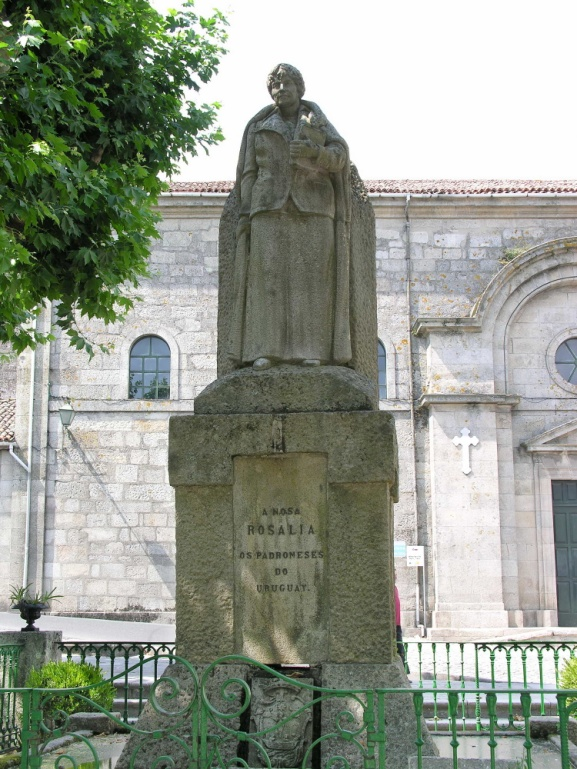 A NOSA
ROSALIA
OS PADRONESES
DO
URUGUAY.